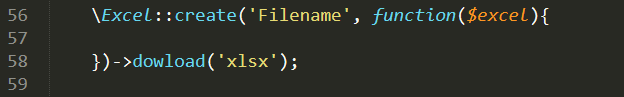 56 \Excel::create('Filename', function($excel){
57
58 })->dowload('xlsx');
59